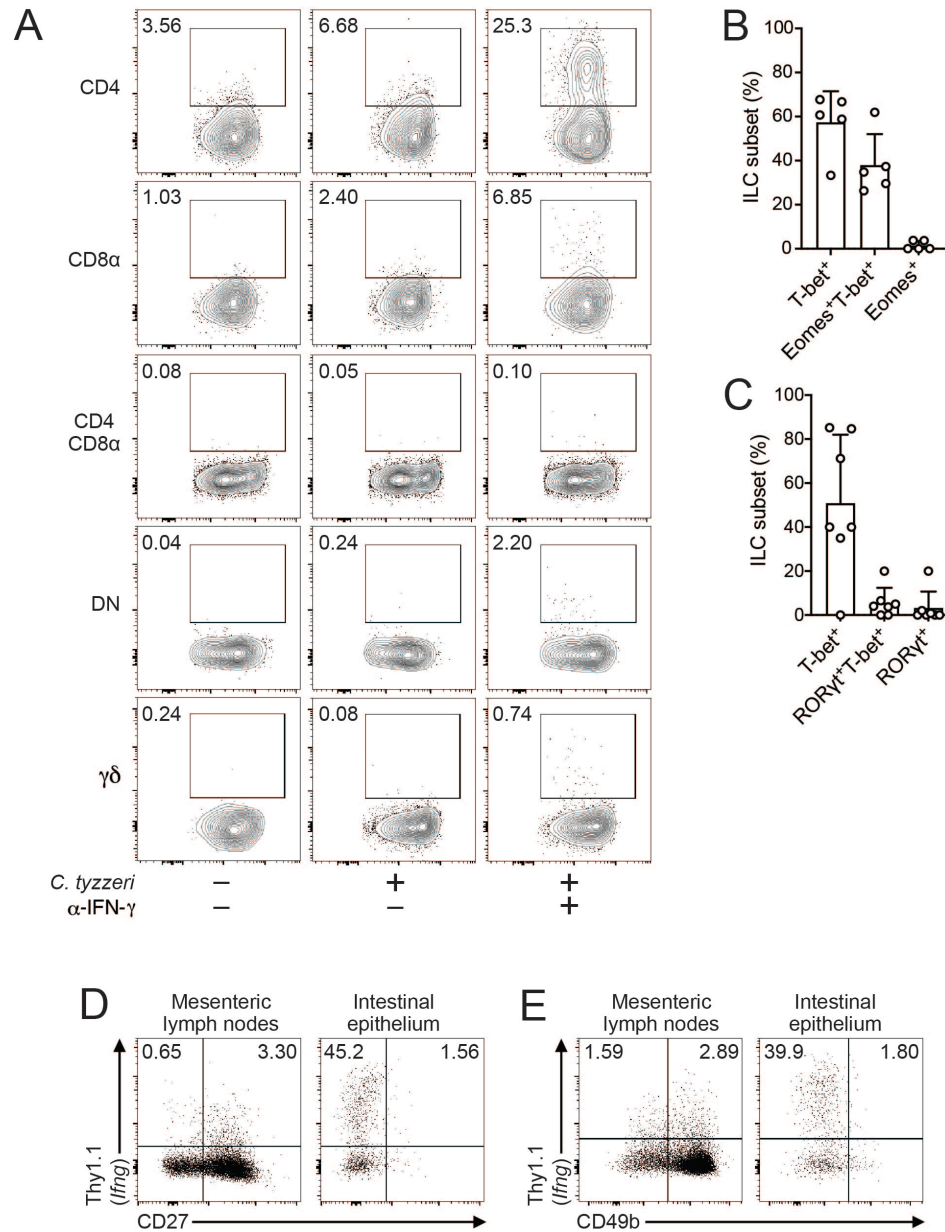 A
3.56
6.68
25.3
CD4
1.03
2.40
6.85
CD8α
0.08
0.05
0.10
CD4
CD8α
0.04
0.24
2.20
DN
0.24
0.08
0.74
γδ
C. tyzzeri − + +
α-IFN-γ − − +
B
ILC subset (%)
100
80
60
40
20
0
T-bet⁺
Eomes⁺T-bet⁺
Eomes⁺
C
ILC subset (%)
100
80
60
40
20
0
T-bet⁺
RORγt⁺T-bet⁺
RORγt⁺
D
Mesenteric
lymph nodes
Intestinal
epithelium
0.65 3.30
45.2 1.56
Thy1.1
(Ifng)
CD27
E
Mesenteric
lymph nodes
Intestinal
epithelium
1.59 2.89
39.9 1.80
Thy1.1
(Ifng)
CD49b